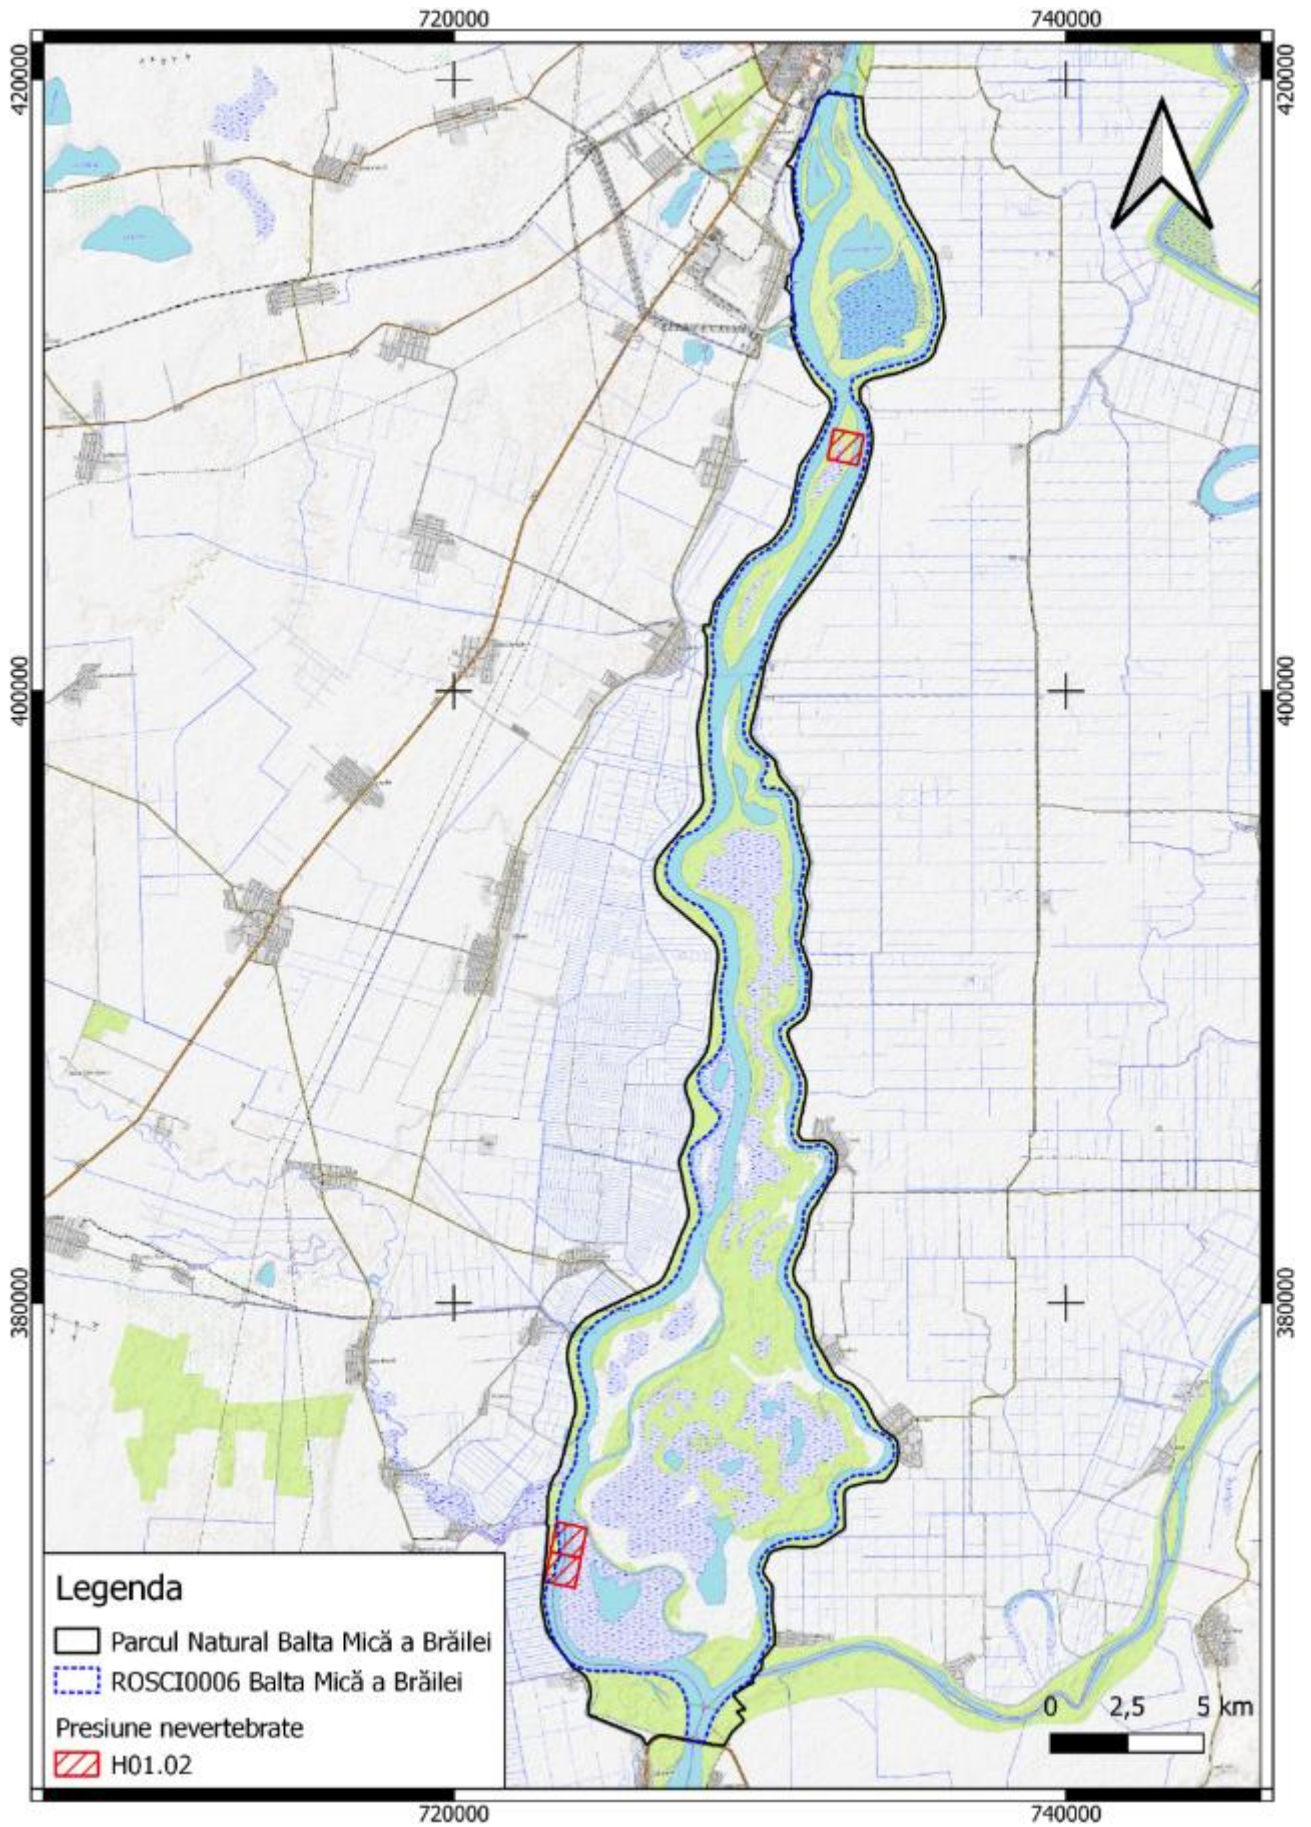 720000
740000
420000
420000
400000
400000
380000
380000
Legenda
Parcul Natural Balta Mică a Brăilei
ROSCI0006 Balta Mică a Brăilei
Presiune nevertebrate
H01.02
0 2,5 5 km
720000
740000